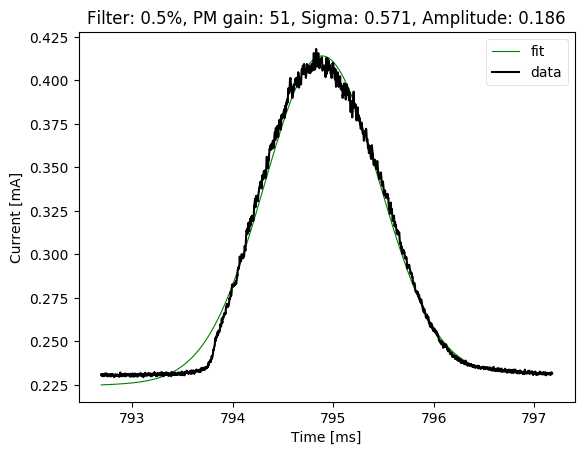 Filter: 0.5%, PM gain: 51, Sigma: 0.571, Amplitude: 0.186
fit
data
0.425
0.400
0.375
0.350
0.325
0.300
0.275
0.250
0.225
Current [mA]
793
794
795
796
797
Time [ms]